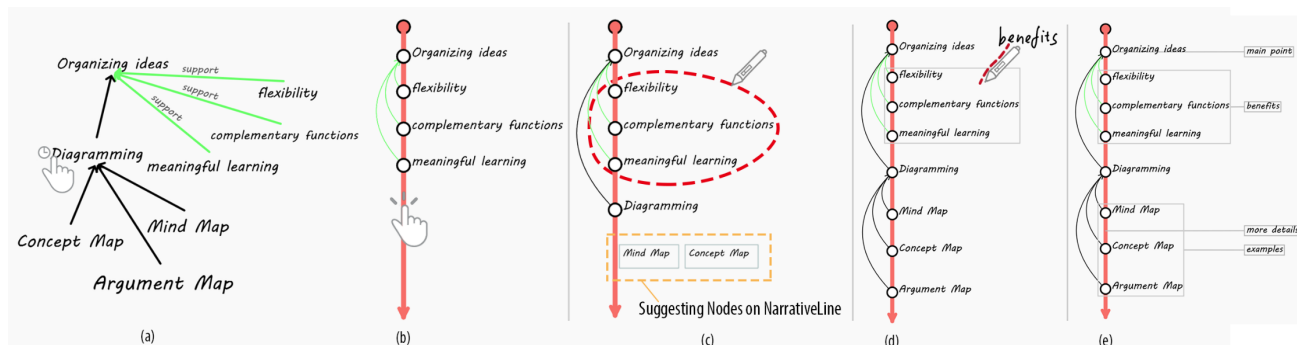 Organizing ideas
support
support
support
flexibility
complementary functions
meaningful learning
Diagramming
Mind Map
Concept Map
Argument Map
(a)
Organizing ideas
flexibility
complementary functions
meaningful learning
(b)
Organizing ideas
flexibility
complementary functions
meaningful learning
Diagramming
Mind Map
Concept Map
Suggesting Nodes on NarrativeLine
(c)
benefits
Organizing ideas
flexibility
complementary functions
meaningful learning
Diagramming
Mind Map
Concept Map
Argument Map
(d)
Organizing ideas
main point
flexibility
complementary functions
benefits
meaningful learning
Diagramming
Mind Map
more details
Concept Map
examples
Argument Map
(e)